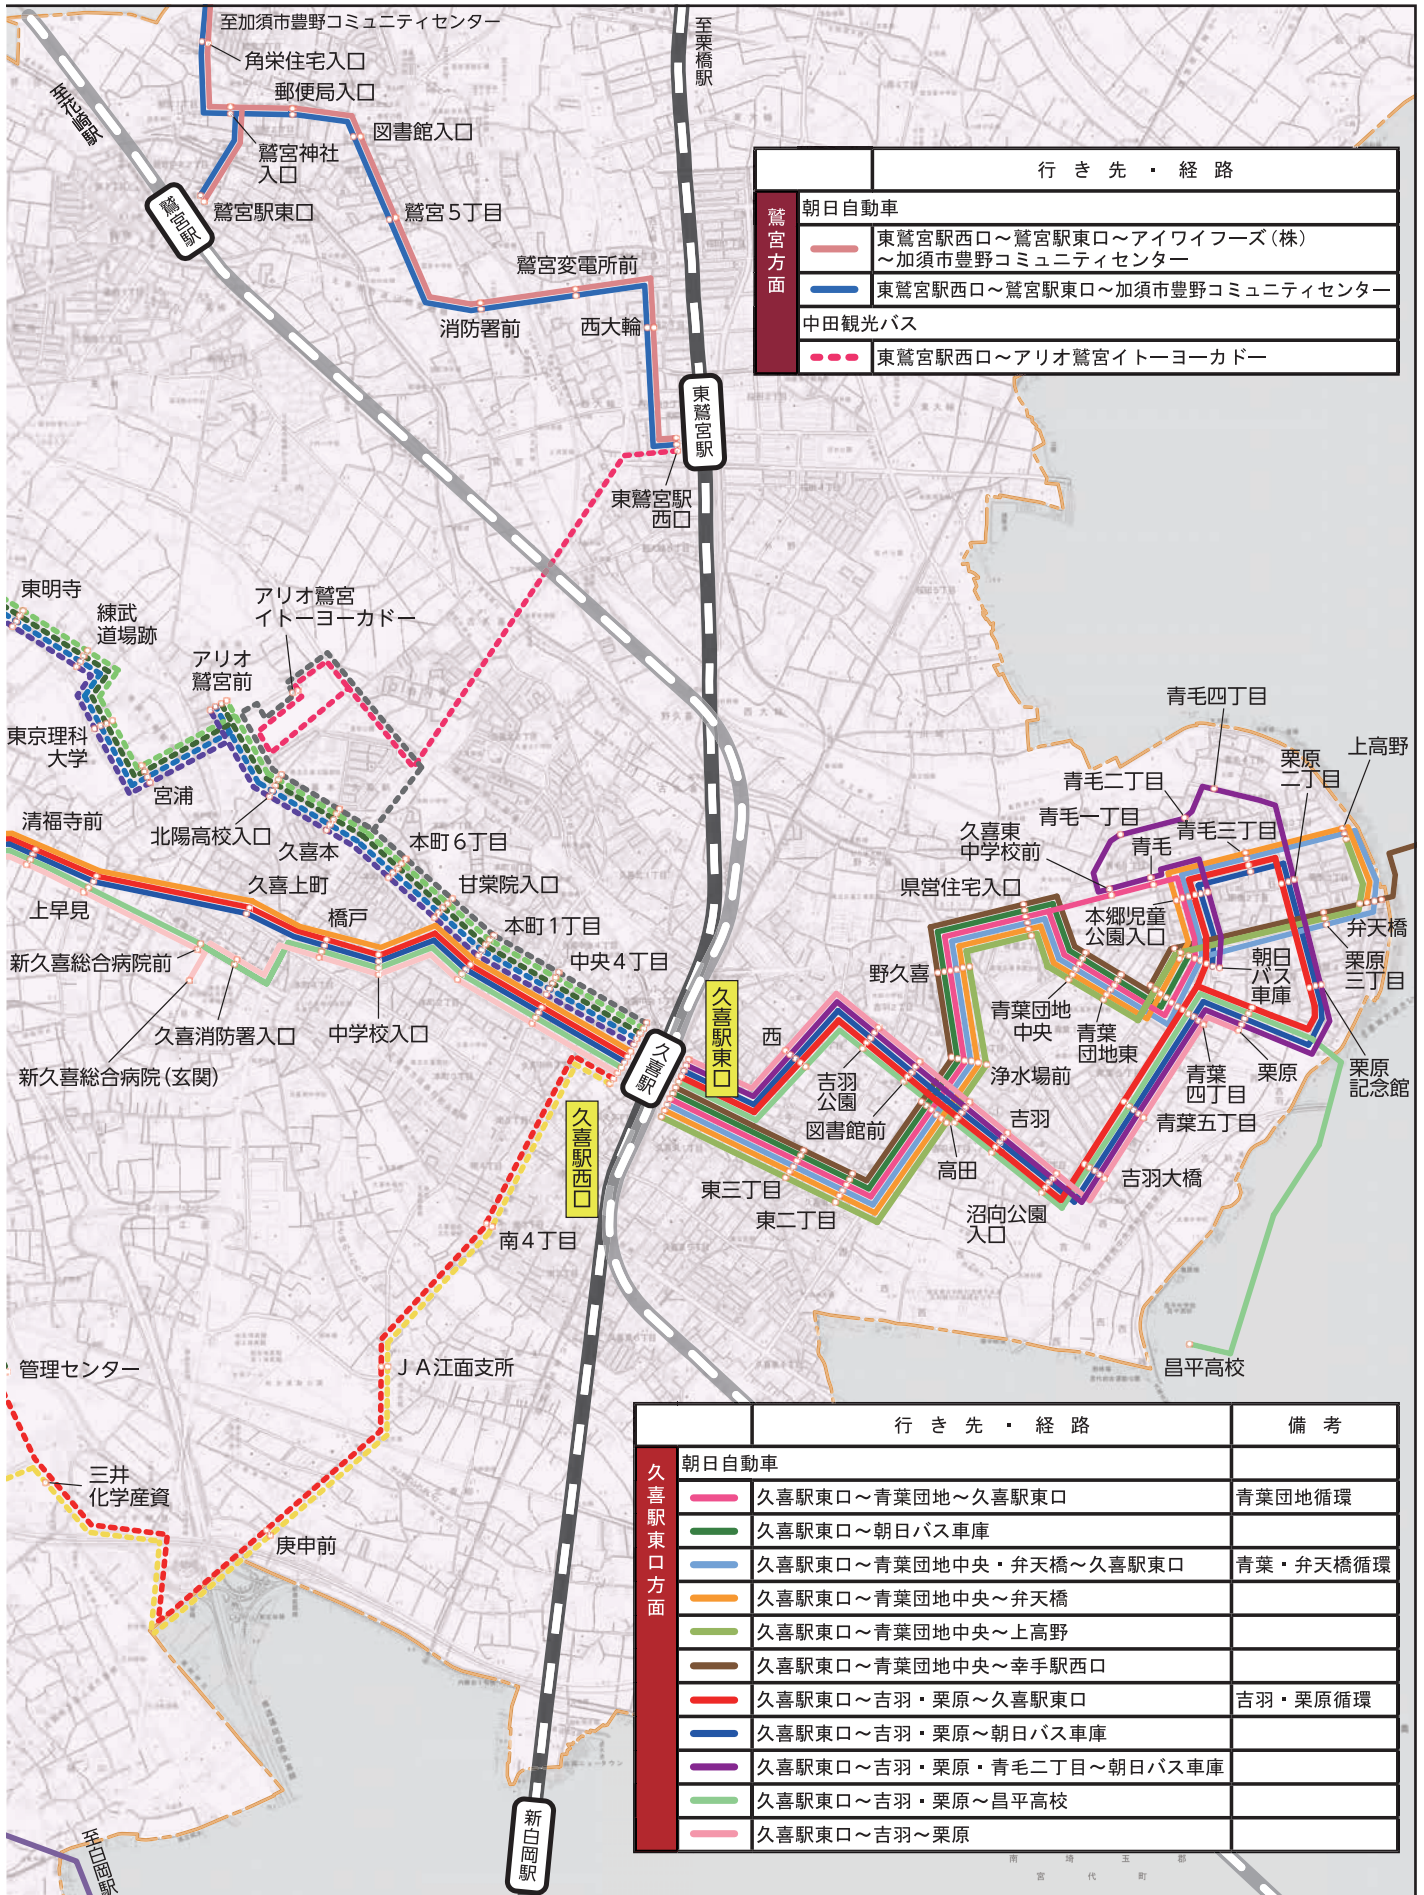 至加須市豊野コミュニティセンター
角栄住宅入口
郵便局入口
図書館入口
鷲宮神社
入口
鷲宮駅東口
鷲宮５丁目
鷲宮変電所前
消防署前
西大輪
至花崎駅
鷲宮駅
至栗橋駅
東鷲宮駅
東鷲宮駅
西口
行き先・経路
鷲宮方面
朝日自動車
東鷲宮駅西口～鷲宮駅東口～アイワイフーズ（株）
～加須市豊野コミュニティセンター
東鷲宮駅西口～鷲宮駅東口～加須市豊野コミュニティセンター
中田観光バス
東鷲宮駅西口～アリオ鷲宮イトーヨーカドー
東明寺
練武
道場跡
アリオ鷲宮
イトーヨーカドー
アリオ
鷲宮前
東京理科
大学
宮浦
北陽高校入口
久喜本
本町６丁目
甘棠院入口
本町１丁目
中央４丁目
清福寺前
上早見
久喜上町
橋戸
新久喜総合病院前
久喜消防署入口
中学校入口
新久喜総合病院（玄関）
久喜駅
久喜駅東口
久喜駅西口
南４丁目
ＪＡ江面支所
管理センター
三井
化学産資
庚申前
至白岡駅
新白岡駅
青毛四丁目
上高野
栗原
二丁目
青毛二丁目
青毛一丁目
青毛三丁目
久喜東
中学校前
青毛
県営住宅入口
本郷児童
公園入口
弁天橋
野久喜
朝日
バス
車庫
栗原
三丁目
青葉団地
中央
青葉
団地東
西
吉羽
公園
浄水場前
青葉
四丁目
栗原
栗原
記念館
図書館前
吉羽
青葉五丁目
高田
吉羽大橋
東三丁目
東二丁目
沼向公園
入口
昌平高校
行き先・経路
備考
久喜駅東口方面
朝日自動車
久喜駅東口～青葉団地～久喜駅東口
青葉団地循環
久喜駅東口～朝日バス車庫
久喜駅東口～青葉団地中央・弁天橋～久喜駅東口
青葉・弁天橋循環
久喜駅東口～青葉団地中央～弁天橋
久喜駅東口～青葉団地中央～上高野
久喜駅東口～青葉団地中央～幸手駅西口
久喜駅東口～吉羽・栗原～久喜駅東口
吉羽・栗原循環
久喜駅東口～吉羽・栗原～朝日バス車庫
久喜駅東口～吉羽・栗原・青毛二丁目～朝日バス車庫
久喜駅東口～吉羽・栗原～昌平高校
久喜駅東口～吉羽～栗原
南埼玉郡
宮代町